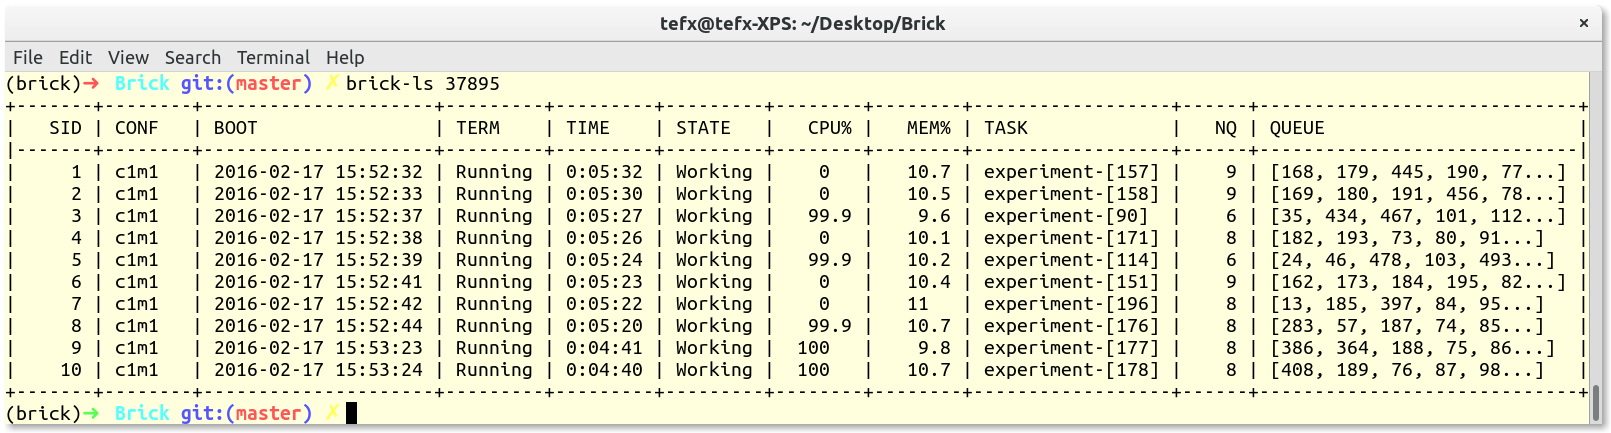 tefx@tefx-XPS: ~/Desktop/Brick ×
File Edit View Search Terminal Help
(brick)➜ Brick git:(master) ✗ brick-ls 37895
+-------+--------+----------------------+---------+---------+---------+---------+--------+------------------+------+-----------------------------+
|   SID | CONF   | BOOT                | TERM    | TIME    | STATE   |   CPU% |   MEM% | TASK             |   NQ | QUEUE                       |
|-------+--------+----------------------+---------+---------+---------+---------+--------+------------------+------+-----------------------------|
|     1 | c1m1   | 2016-02-17 15:52:32 | Running | 0:05:32 | Working |    0   |   10.7 | experiment-[157] |    9 | [168, 179, 445, 190, 77...] |
|     2 | c1m1   | 2016-02-17 15:52:33 | Running | 0:05:30 | Working |    0   |   10.5 | experiment-[158] |    9 | [169, 180, 191, 456, 78...] |
|     3 | c1m1   | 2016-02-17 15:52:37 | Running | 0:05:27 | Working |   99.9 |    9.6 | experiment-[90]  |    6 | [35, 434, 467, 101, 112...] |
|     4 | c1m1   | 2016-02-17 15:52:38 | Running | 0:05:26 | Working |    0   |   10.1 | experiment-[171] |    8 | [182, 193, 73, 80, 91...]   |
|     5 | c1m1   | 2016-02-17 15:52:39 | Running | 0:05:24 | Working |   99.9 |   10.2 | experiment-[114] |    6 | [24, 46, 478, 103, 493...]  |
|     6 | c1m1   | 2016-02-17 15:52:41 | Running | 0:05:23 | Working |    0   |   10.4 | experiment-[151] |    9 | [162, 173, 184, 195, 82...] |
|     7 | c1m1   | 2016-02-17 15:52:42 | Running | 0:05:22 | Working |    0   |   11   | experiment-[196] |    8 | [13, 185, 397, 84, 95...]   |
|     8 | c1m1   | 2016-02-17 15:52:44 | Running | 0:05:20 | Working |   99.9 |   10.7 | experiment-[176] |    8 | [283, 57, 187, 74, 85...]   |
|     9 | c1m1   | 2016-02-17 15:53:23 | Running | 0:04:41 | Working |  100   |    9.8 | experiment-[177] |    8 | [386, 364, 188, 75, 86...]  |
|    10 | c1m1   | 2016-02-17 15:53:24 | Running | 0:04:40 | Working |  100   |   10.7 | experiment-[178] |    8 | [408, 189, 76, 87, 98...]   |
+-------+--------+----------------------+---------+---------+---------+---------+--------+------------------+------+-----------------------------+
(brick)➜ Brick git:(master) ✗